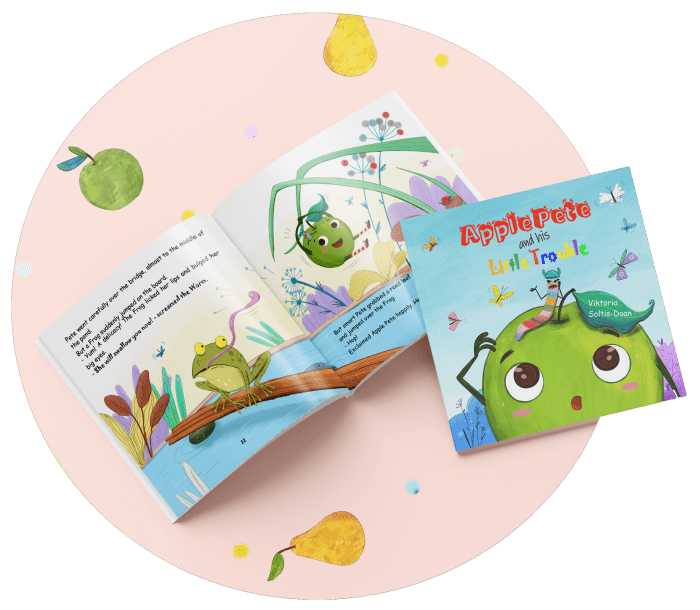 Pete went carefully over the bridge, almost to the middle of
the pond.
But a Frog suddenly jumped on the board.
- Yum! A delicacy! The Frog licked her lips and bulged her
big eyes.
- She will swallow you now! - screamed the Worm.
22
But smart Pete grabbed a reed leaf
and jumped over the Frog.
- Hop!
- Exclaimed Apple Pete happily.
Apple Pete
and his
Little Trouble
Viktoria
Soltis-Doan